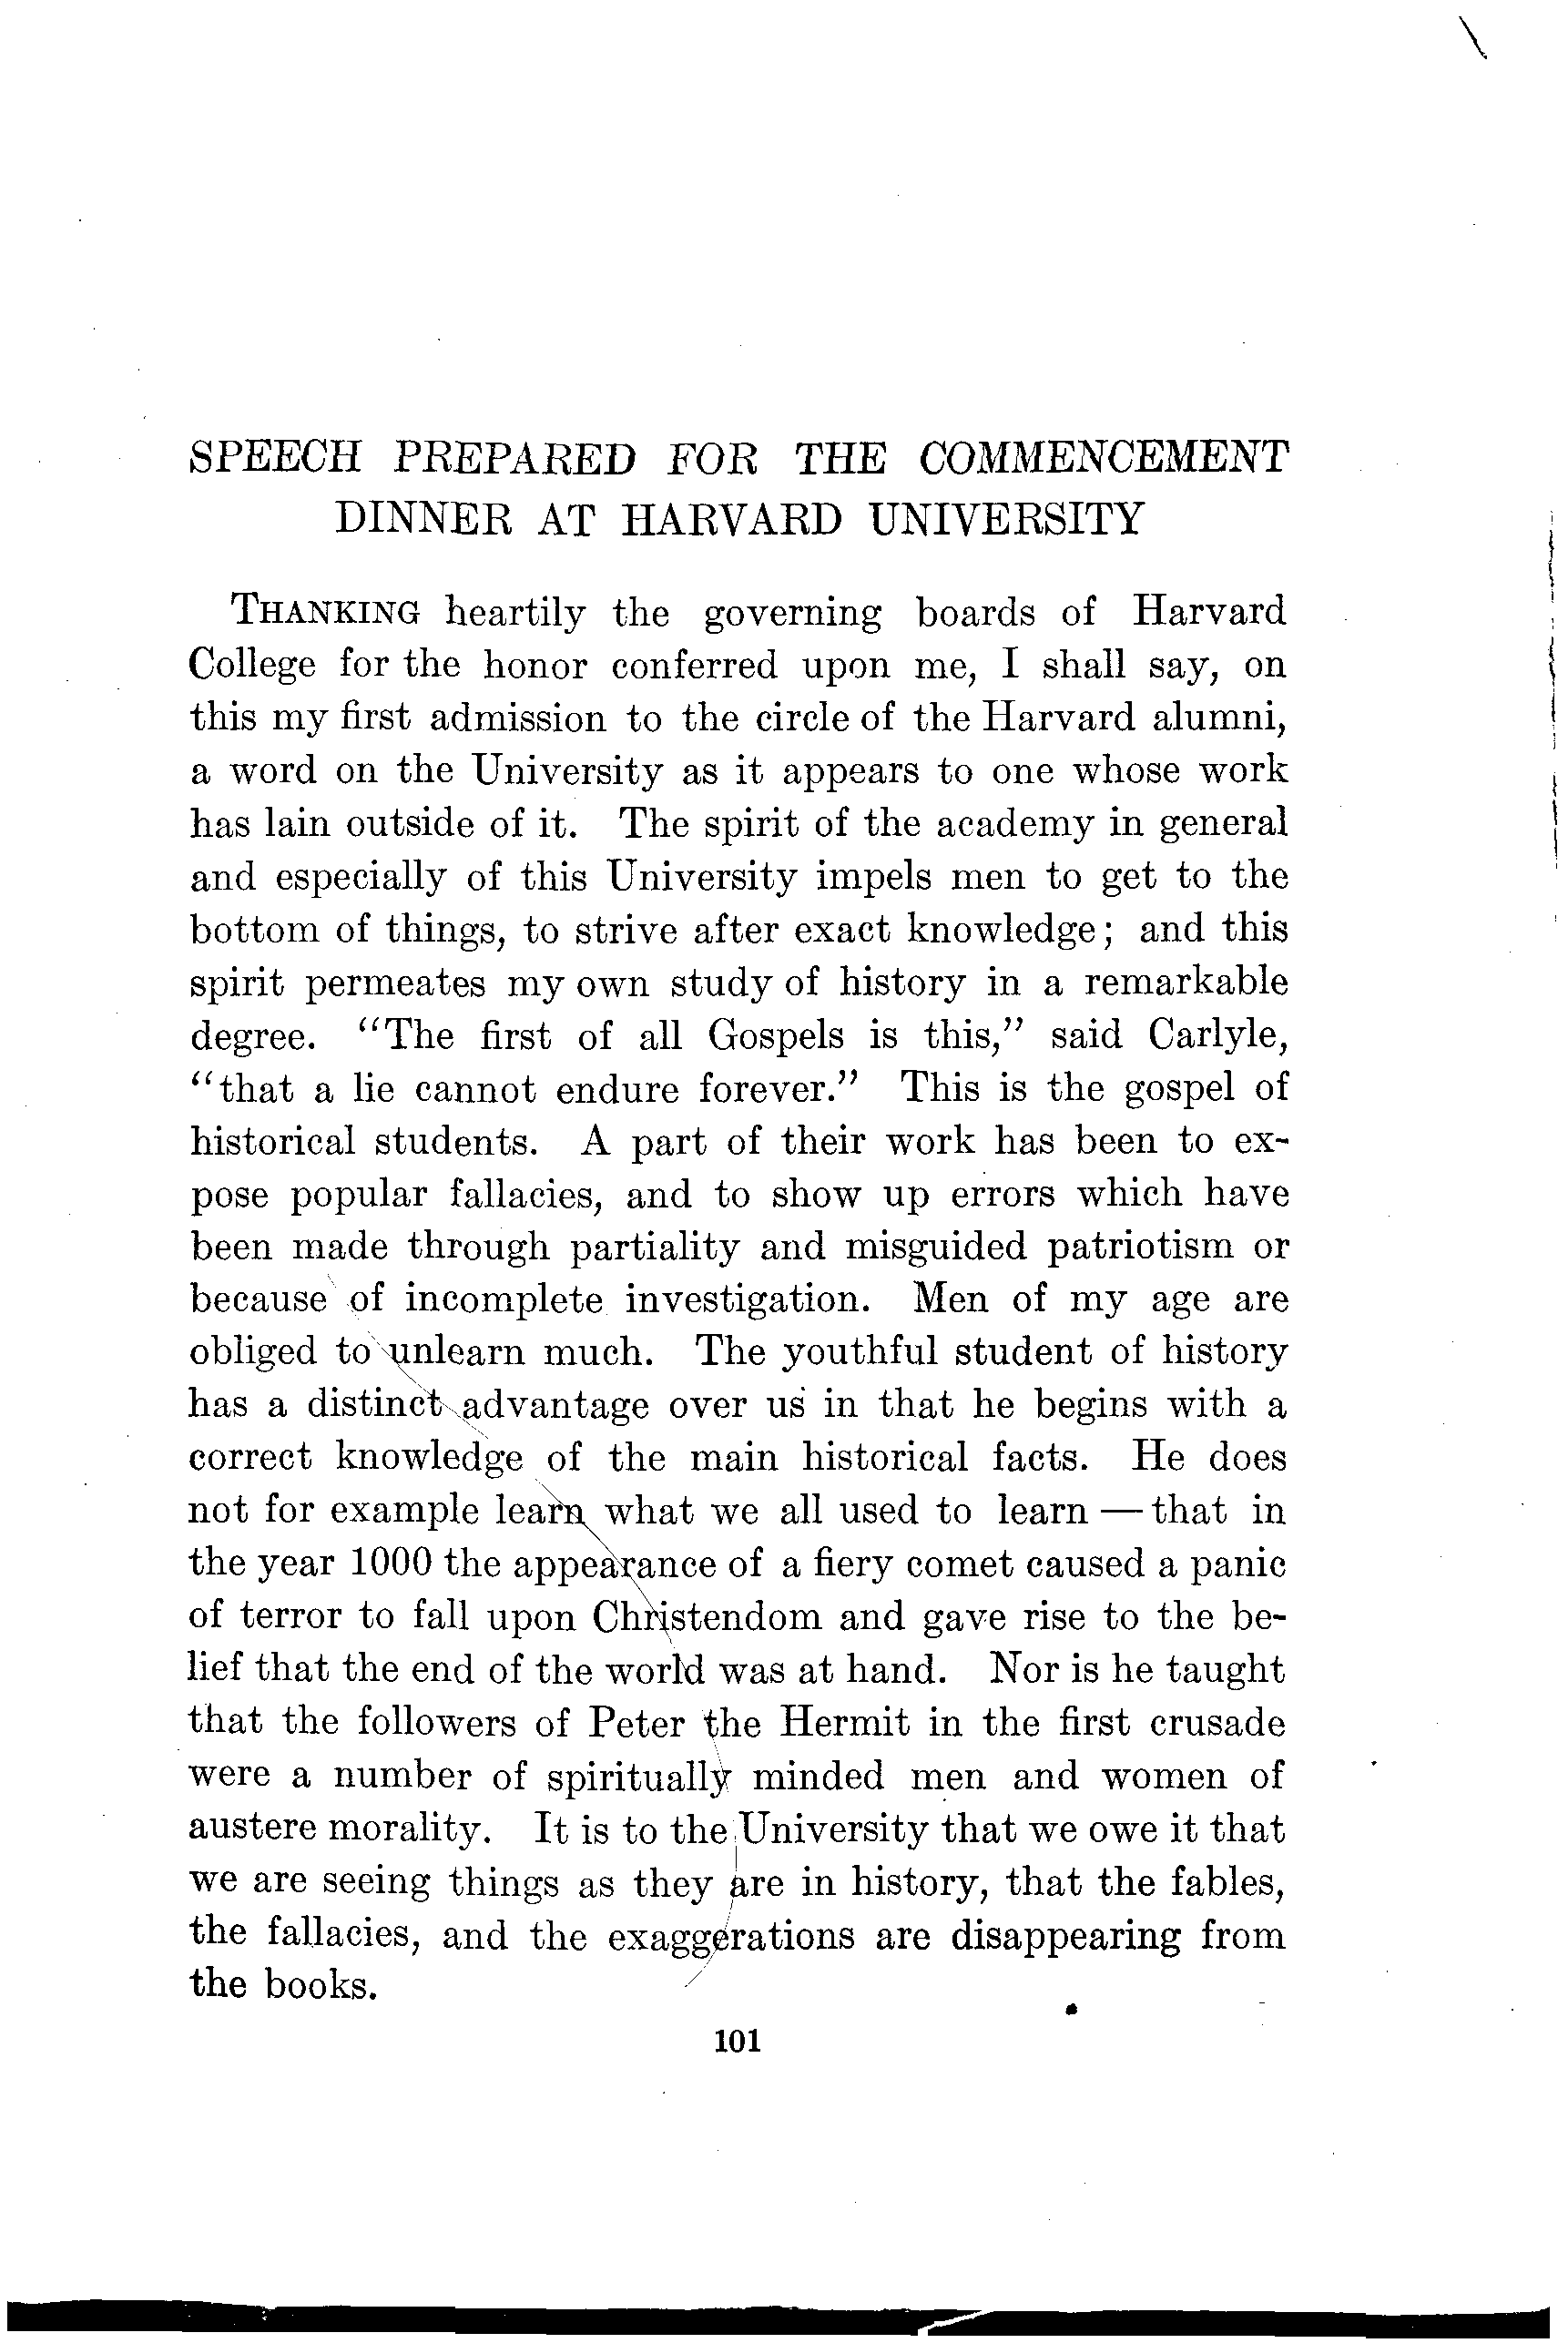 SPEECH PREPARED FOR THE COMMENCEMENT
DINNER AT HARVARD UNIVERSITY
THANKING heartily the governing boards of Harvard
College for the honor conferred upon me, I shall say, on
this my first admission to the circle of the Harvard alumni,
a word on the University as it appears to one whose work
has lain outside of it. The spirit of the academy in general
and especially of this University impels men to get to the
bottom of things, to strive after exact knowledge; and this
spirit permeates my own study of history in a remarkable
degree. "The first of all Gospels is this," said Carlyle,
"that a lie cannot endure forever." This is the gospel of
historical students. A part of their work has been to ex-
pose popular fallacies, and to show up errors which have
been made through partiality and misguided patriotism or
because of incomplete investigation. Men of my age are
obliged to unlearn much. The youthful student of history
has a distinct advantage over us in that he begins with a
correct knowledge of the main historical facts. He does
not for example learn what we all used to learn — that in
the year 1000 the appearance of a fiery comet caused a panic
of terror to fall upon Christendom and gave rise to the be-
lief that the end of the world was at hand. Nor is he taught
that the followers of Peter the Hermit in the first crusade
were a number of spiritually minded men and women of
austere morality. It is to the University that we owe it that
we are seeing things as they are in history, that the fables,
the fallacies, and the exaggerations are disappearing from
the books.
101